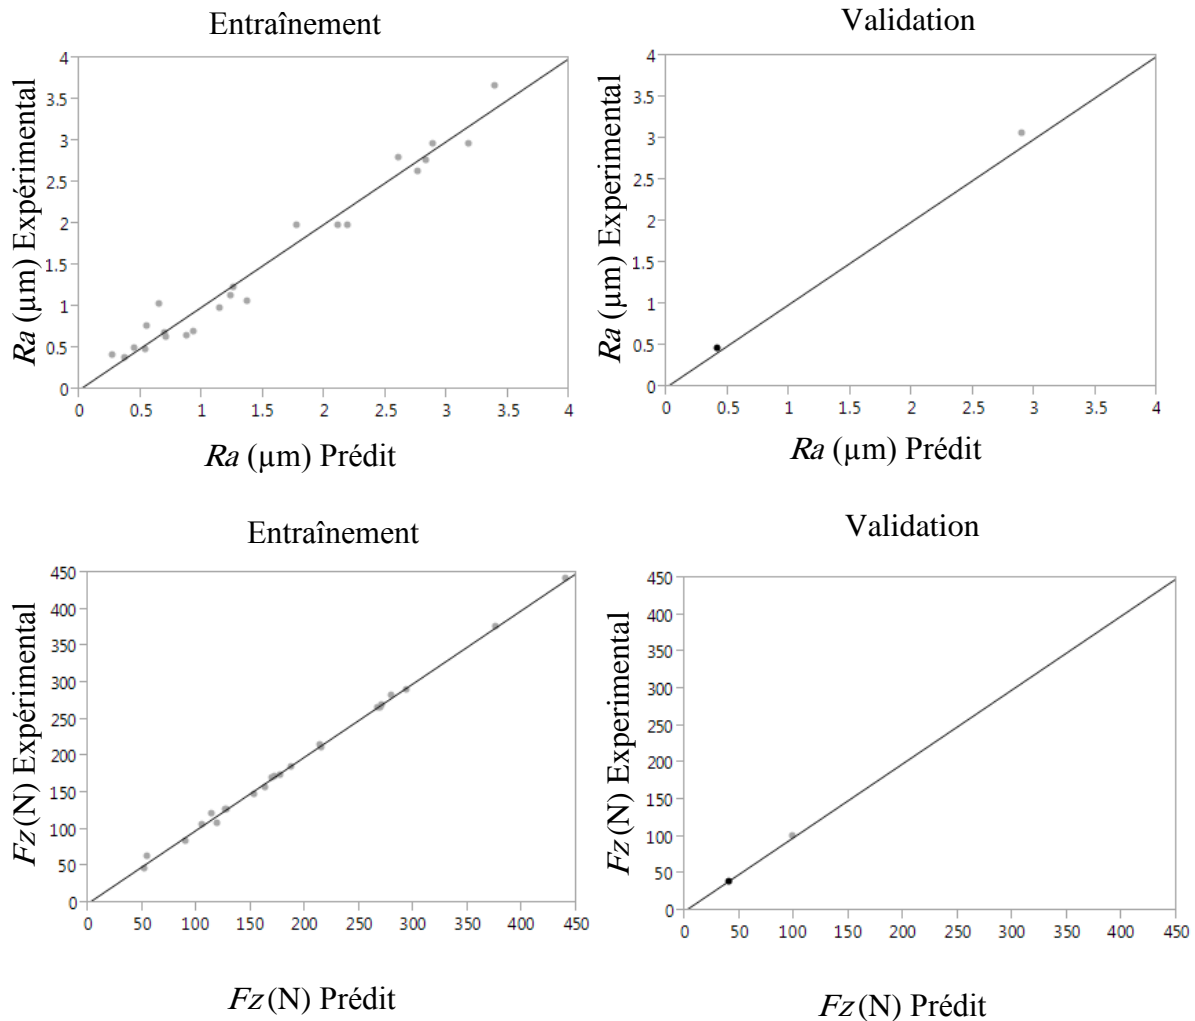 Entraînement
4
3.5
3
2.5
2
1.5
1
0.5
0
0 0.5 1 1.5 2 2.5 3 3.5 4
Ra (µm) Expérimental
Ra (µm) Prédit
Validation
4
3.5
3
2.5
2
1.5
1
0.5
0
0 0.5 1 1.5 2 2.5 3 3.5 4
Ra (µm) Experimental
Ra (µm) Prédit
Entraînement
450
400
350
300
250
200
150
100
50
0
0 50 100 150 200 250 300 350 400 450
Fz (N) Expérimental
Fz (N) Prédit
Validation
450
400
350
300
250
200
150
100
50
0
0 50 100 150 200 250 300 350 400 450
Fz (N) Experimental
Fz (N) Prédit